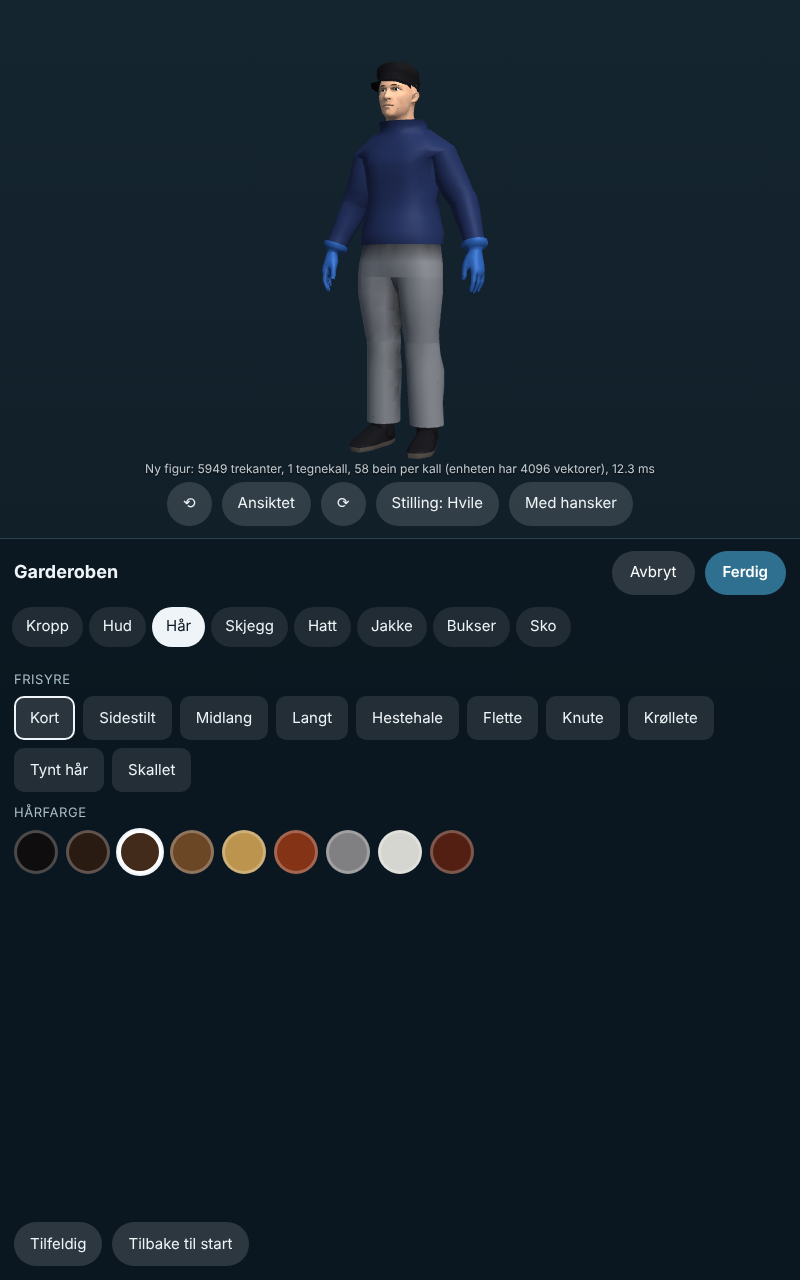 Ny figur: 5949 trekanter, 1 tegnekall, 58 bein per kall (enheten har 4096 vektorer), 12.3 ms
⟲ Ansiktet ⟳ Stilling: Hvile Med hansker
Garderoben Avbryt Ferdig
Kropp Hud Hår Skjegg Hatt Jakke Bukser Sko
FRISYRE
Kort Sidestilt Midlang Langt Hestehale Flette Knute Krøllete
Tynt hår Skallet
HÅRFARGE
Tilfeldig Tilbake til start